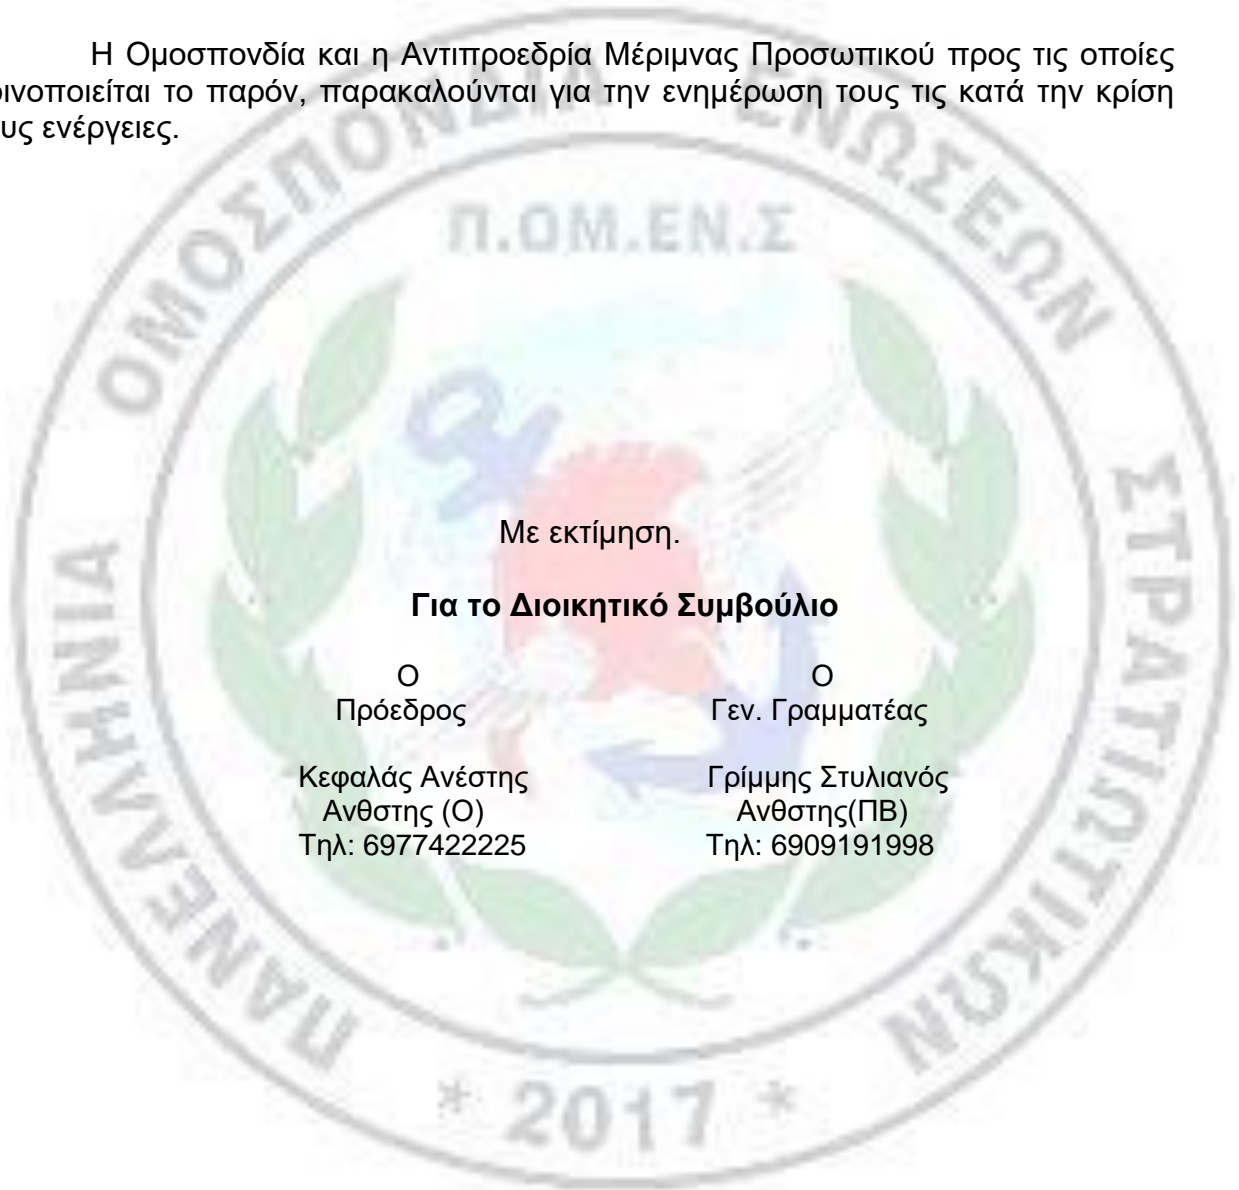 Η Ομοσπονδία και η Αντιπροεδρία Μέριμνας Προσωπικού προς τις οποίες
οινοποιείται το παρόν, παρακαλούνται για την ενημέρωση τους τις κατά την κρίση
υς ενέργειες.
ΠΑΝΕΛΛΗΝΙΑ ΟΜΟΣΠΟΝΔΙΑ ΕΝΩΣΕΩΝ ΣΤΡΑΤΙΩΤΙΚΩΝ
Π.ΟΜ.ΕΝ.Σ
Με εκτίμηση.
Για το Διοικητικό Συμβούλιο
Ο Ο
Πρόεδρος Γεν. Γραμματέας
Κεφαλάς Ανέστης Γρίμμης Στυλιανός
Ανθστης (Ο) Ανθστης(ΠΒ)
Τηλ: 6977422225 Τηλ: 6909191998
* 2017 *